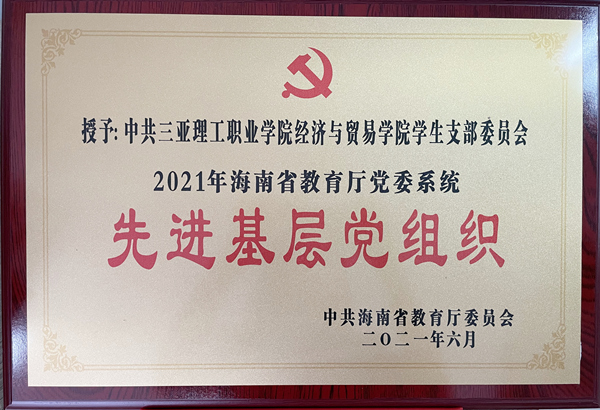 授予:中共三亚理工职业学院经济与贸易学院学生支部委员会
2021年海南省教育厅党委系统
先进基层党组织
中共海南省教育厅委员会
二〇二一年六月